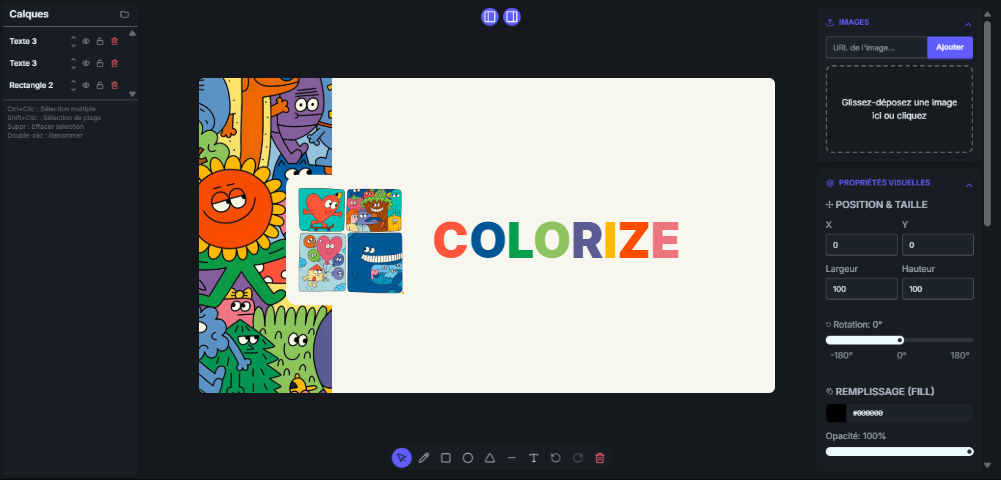 Calques
Texte 3
Texte 3
Rectangle 2
Ctrl+Clic : Sélection multiple
Shift+Clic : Sélection de plage
Suppr : Effacer sélection
Double-clic : Renommer
COLORIZE
IMAGES
URL de l'image...
Ajouter
Glissez-déposez une image
ici ou cliquez
PROPRIÉTÉS VISUELLES
POSITION & TAILLE
X Y
0 0
Largeur Hauteur
100 100
Rotation: 0°
-180° 0° 180°
REMPLISSAGE (FILL)
#000000
Opacité: 100%